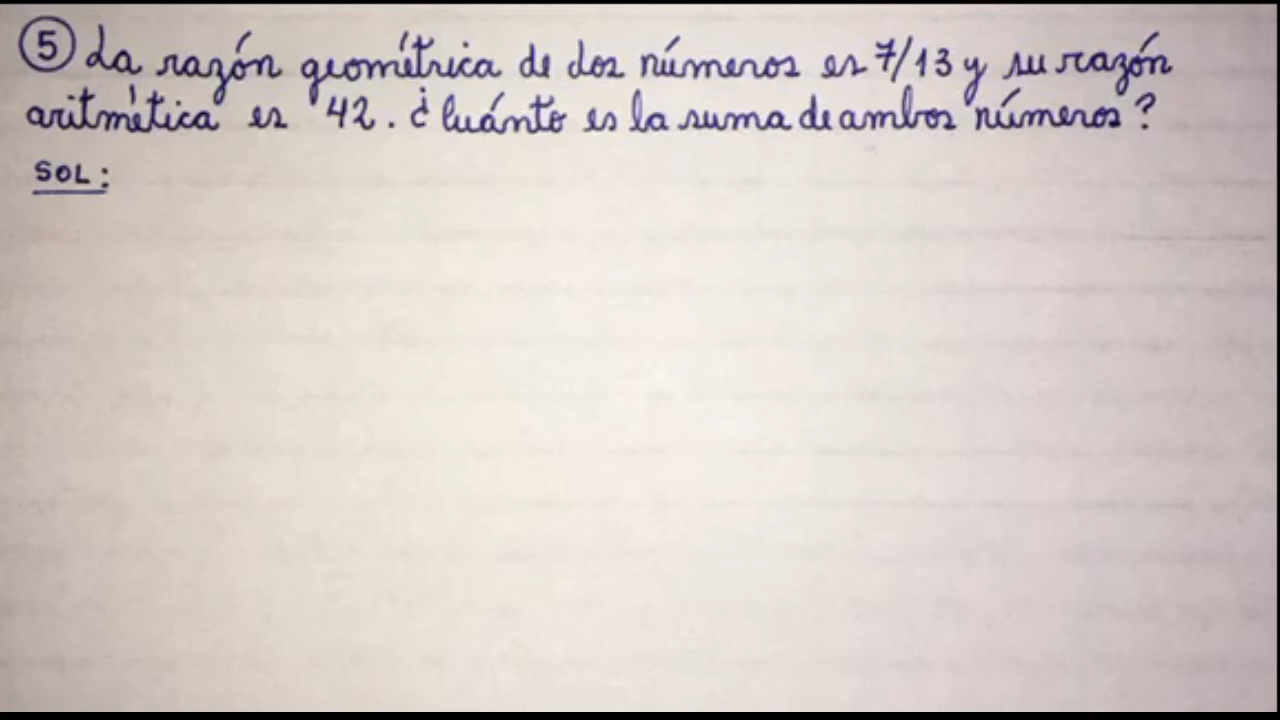 5 La razón geométrica de dos números es 7/13 y su razón
aritmética es 42. ¿Cuánto es la suma de ambos números?
SOL: